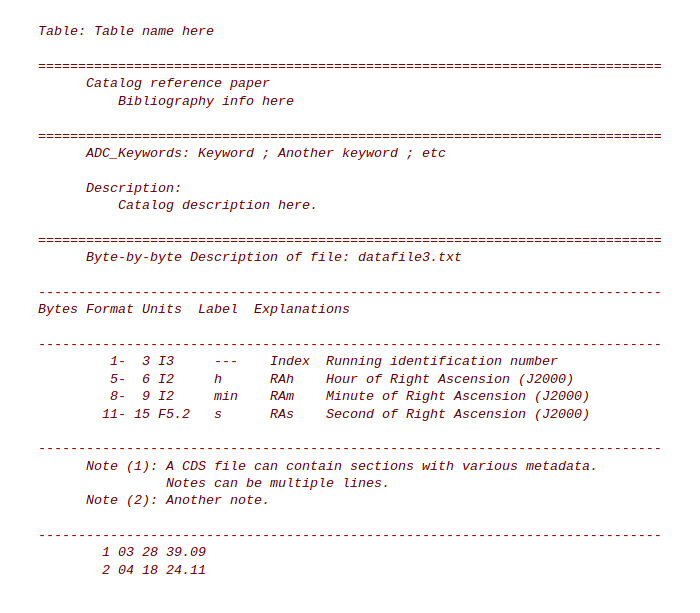 Table: Table name here
==============================================================================
Catalog reference paper
Bibliography info here
==============================================================================
ADC_Keywords: Keyword ; Another keyword ; etc
Description:
Catalog description here.
==============================================================================
Byte-by-byte Description of file: datafile3.txt
------------------------------------------------------------------------------
Bytes Format Units  Label  Explanations
------------------------------------------------------------------------------
1-  3 I3     ---    Index  Running identification number
5-  6 I2     h      RAh    Hour of Right Ascension (J2000)
8-  9 I2     min    RAm    Minute of Right Ascension (J2000)
11- 15 F5.2   s      RAs    Second of Right Ascension (J2000)
------------------------------------------------------------------------------
Note (1): A CDS file can contain sections with various metadata.
Notes can be multiple lines.
Note (2): Another note.
------------------------------------------------------------------------------
1 03 28 39.09
2 04 18 24.11